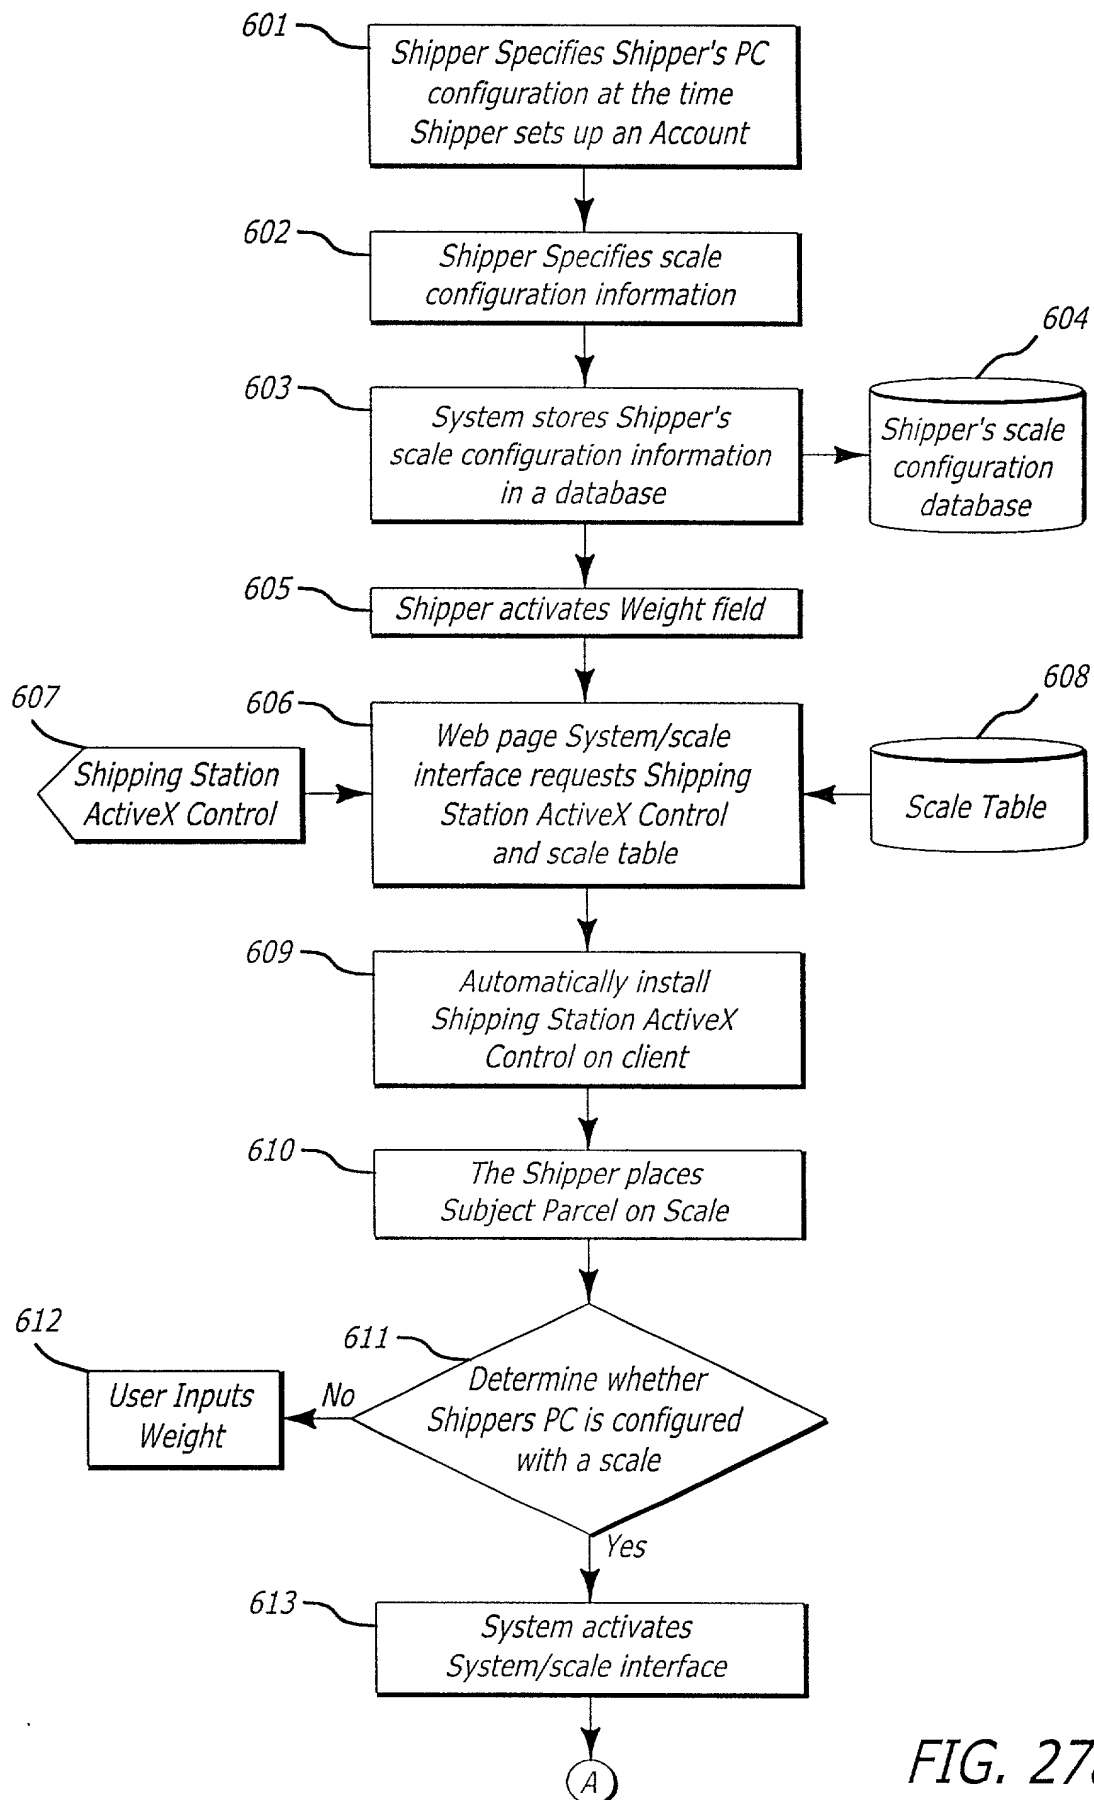 601
Shipper Specifies Shipper's PC
configuration at the time
Shipper sets up an Account
602
Shipper Specifies scale
configuration information
603
System stores Shipper's
scale configuration information
in a database
604
Shipper's scale
configuration
database
605
Shipper activates Weight field
606
Web page System/scale
interface requests Shipping
Station ActiveX Control
and scale table
607
Shipping Station
ActiveX Control
608
Scale Table
609
Automatically install
Shipping Station ActiveX
Control on client
610
The Shipper places
Subject Parcel on Scale
611
Determine whether
Shippers PC is configured
with a scale
No
612
User Inputs
Weight
Yes
613
System activates
System/scale interface
A
FIG. 27a